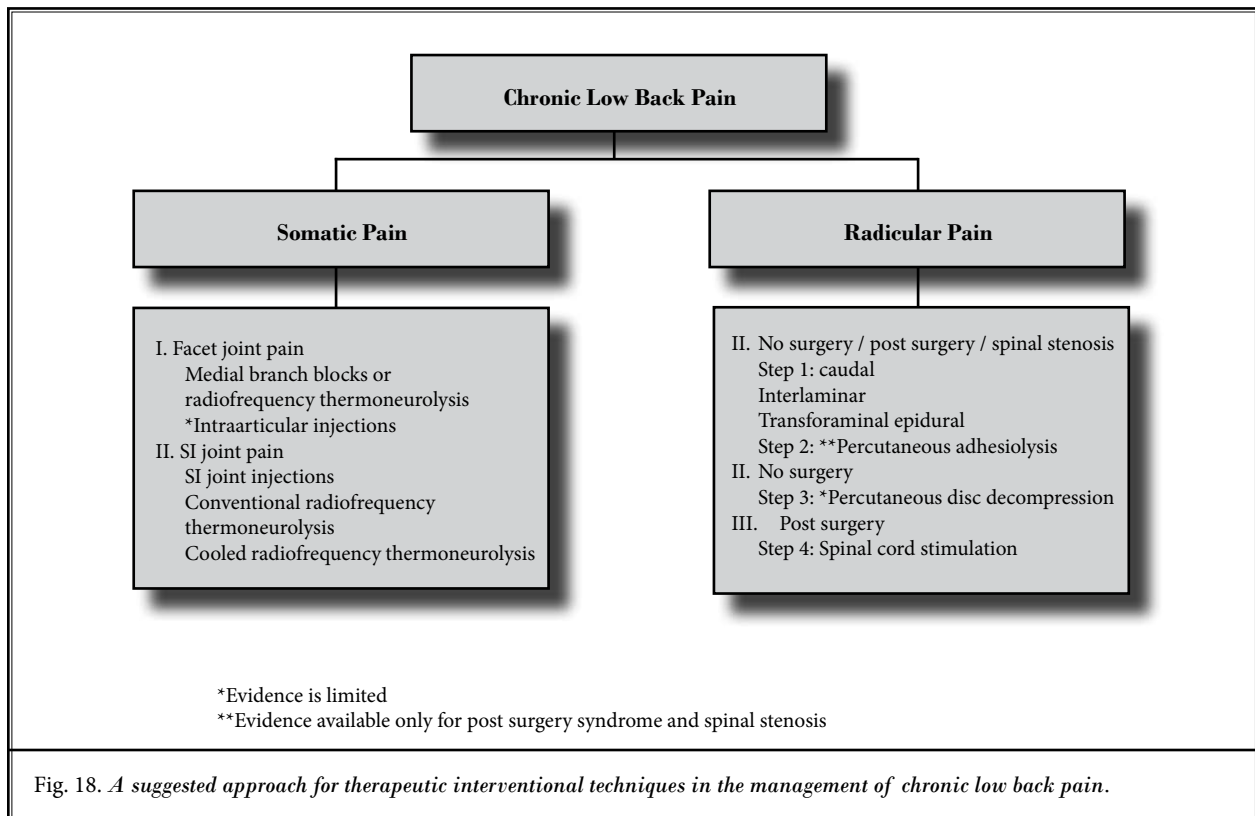 Chronic Low Back Pain
Somatic Pain
I. Facet joint pain
Medial branch blocks or
radiofrequency thermoneurolysis
*Intraarticular injections
II. SI joint pain
SI joint injections
Conventional radiofrequency
thermoneurolysis
Cooled radiofrequency thermoneurolysis
Radicular Pain
II. No surgery / post surgery / spinal stenosis
Step 1: caudal
Interlaminar
Transforaminal epidural
Step 2: **Percutaneous adhesiolysis
II. No surgery
Step 3: *Percutaneous disc decompression
III. Post surgery
Step 4: Spinal cord stimulation
*Evidence is limited
**Evidence available only for post surgery syndrome and spinal stenosis
Fig. 18. A suggested approach for therapeutic interventional techniques in the management of chronic low back pain.